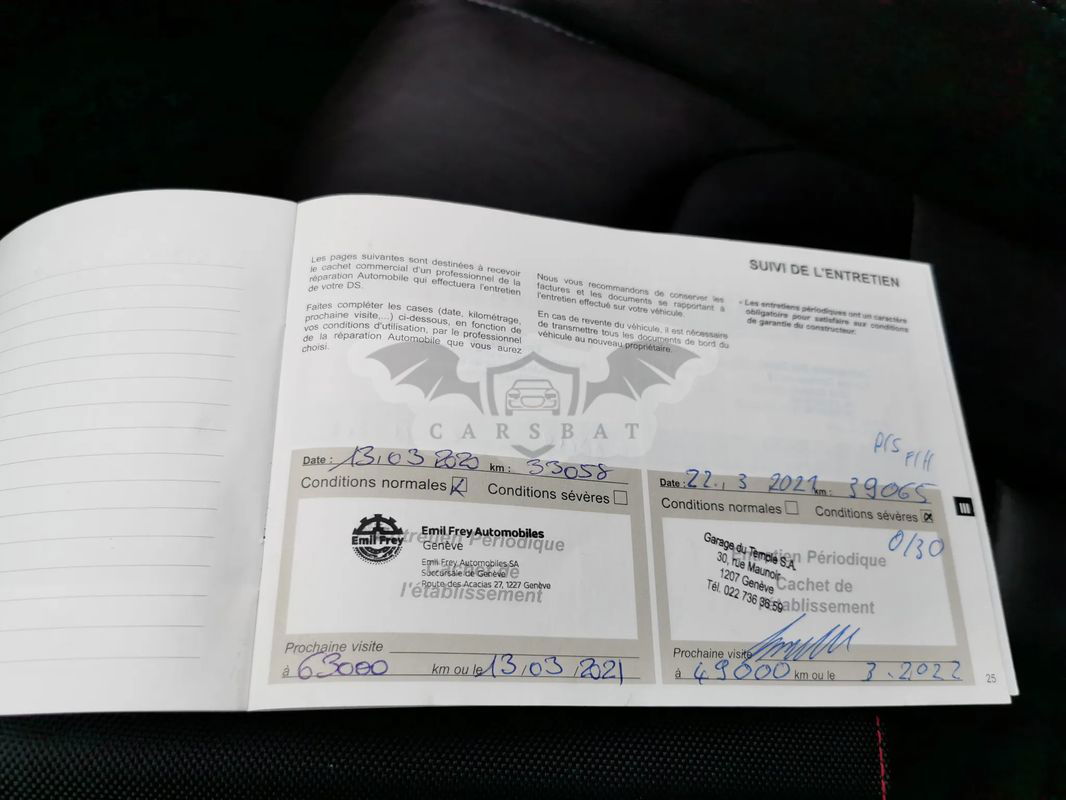 SUIVI DE L'ENTRETIEN
Les pages suivantes sont destinées à recevoir
le cachet commercial d'un professionnel de la
réparation Automobile qui effectuera l'entretien
de votre DS.
Faites compléter les cases (date, kilométrage,
prochaine visite,...) ci-dessous, en fonction de
vos conditions d'utilisation, par le professionnel
de la réparation Automobile que vous aurez
choisi.
Nous vous recommandons de conserver les
factures et les documents se rapportant à
l'entretien effectué sur votre véhicule.
En cas de revente du véhicule, il est nécessaire
de transmettre tous les documents de bord du
véhicule au nouveau propriétaire.
Les entretiens périodiques ont un caractère
obligatoire pour satisfaire aux conditions
de garantie du constructeur.
CARSBAT
Date : 13.03 2020 km : 33058
Conditions normales Conditions sévères
Emil Frey
Emil Frey Automobiles
Genève
Emil Frey Automobiles SA
Succursale de Genève
Route des Acacias 27, 1227 Genève
Entretien Périodique
Cachet de
l'établissement
Prochaine visite
à 63000 km ou le 13/03/2021
Date : 22.3 2021 km : 39065
Conditions normales Conditions sévères
0/30
Garage du Temple S.A.
30, rue Maunoir
1207 Genève
Tél. 022 736 36 59
Entretien Périodique
Cachet de
l'établissement
Prochaine visite
à 49000 km ou le 3.2022
25
III